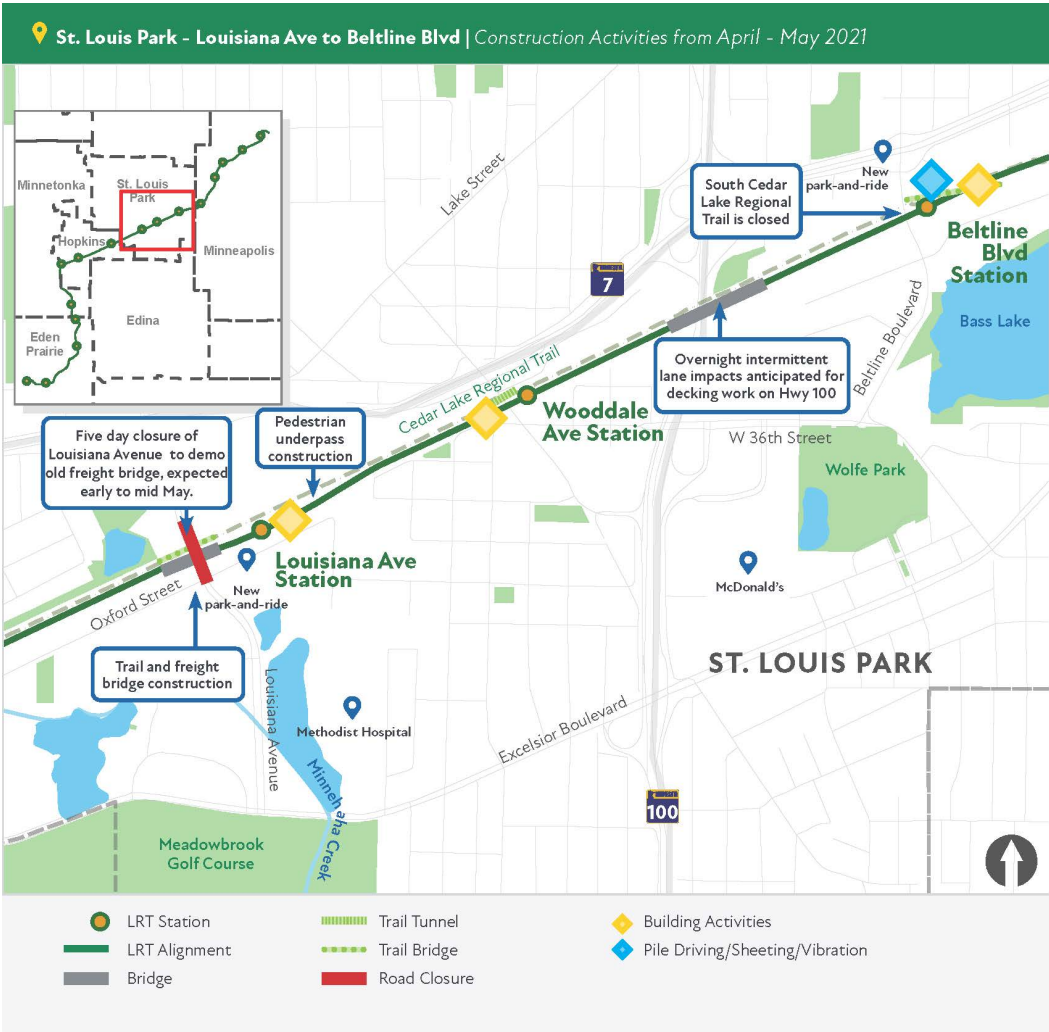 St. Louis Park - Louisiana Ave to Beltline Blvd | Construction Activities from April - May 2021
Minnetonka
St. Louis
Park
Hopkins
Minneapolis
Edina
Eden
Prairie
Lake Street
7
South Cedar
Lake Regional
Trail is closed
New
park-and-ride
Beltline
Blvd
Station
Bass Lake
Beltline Boulevard
Overnight intermittent
lane impacts anticipated for
decking work on Hwy 100
Cedar Lake Regional Trail
Wooddale
Ave Station
W 36th Street
Wolfe Park
Five day closure of
Louisiana Avenue to demo
old freight bridge, expected
early to mid May.
Pedestrian
underpass
construction
Louisiana Ave
Station
New
park-and-ride
Oxford Street
Trail and freight
bridge construction
McDonald's
ST. LOUIS PARK
Louisiana Avenue
Methodist Hospital
Excelsior Boulevard
Minnehaha Creek
100
Meadowbrook
Golf Course
LRT Station
LRT Alignment
Bridge
Trail Tunnel
Trail Bridge
Road Closure
Building Activities
Pile Driving/Sheeting/Vibration